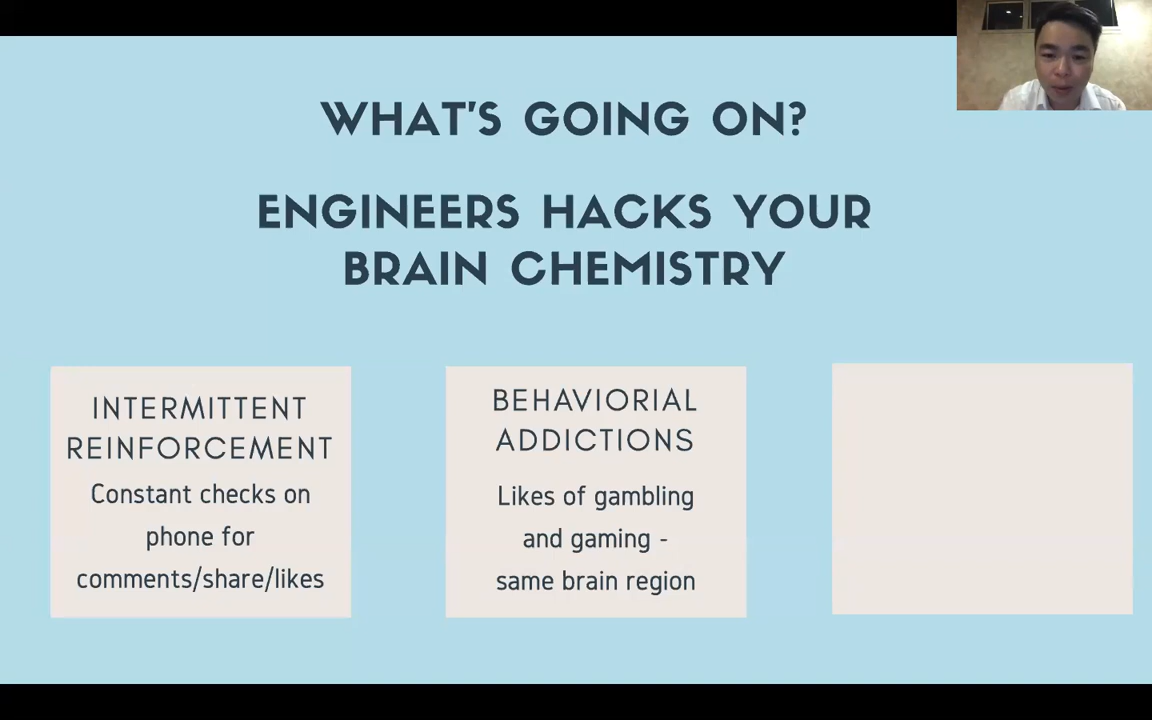 WHAT'S GOING ON?
ENGINEERS HACKS YOUR
BRAIN CHEMISTRY
INTERMITTENT
REINFORCEMENT
Constant checks on
phone for
comments/share/likes
BEHAVIORIAL
ADDICTIONS
Likes of gambling
and gaming -
same brain region